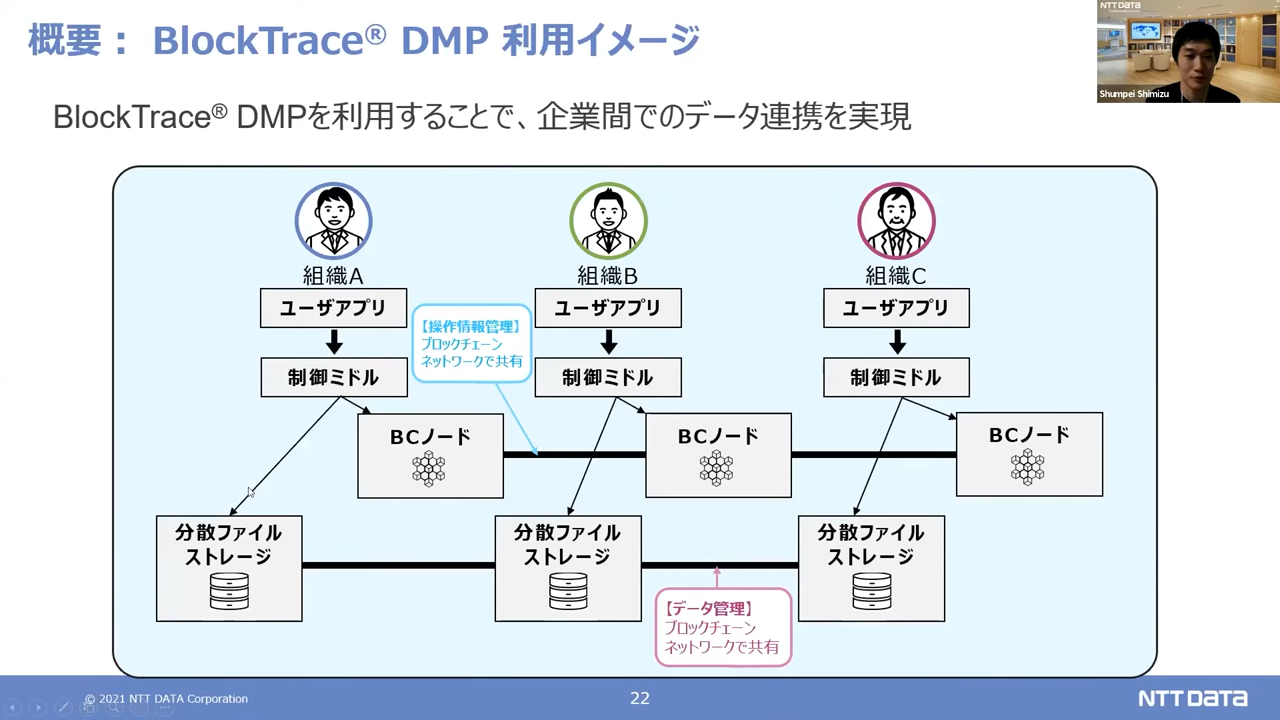 概要： BlockTrace® DMP 利用イメージ
NTT DATA
Shumpei Shimizu
BlockTrace® DMPを利用することで、企業間でのデータ連携を実現
組織A
組織B
組織C
ユーザアプリ
ユーザアプリ
ユーザアプリ
【操作情報管理】
ブロックチェーン
ネットワークで共有
制御ミドル
制御ミドル
制御ミドル
BCノード
BCノード
BCノード
分散ファイル
ストレージ
分散ファイル
ストレージ
分散ファイル
ストレージ
【データ管理】
ブロックチェーン
ネットワークで共有
© 2021 NTT DATA Corporation
22
NTT DATA